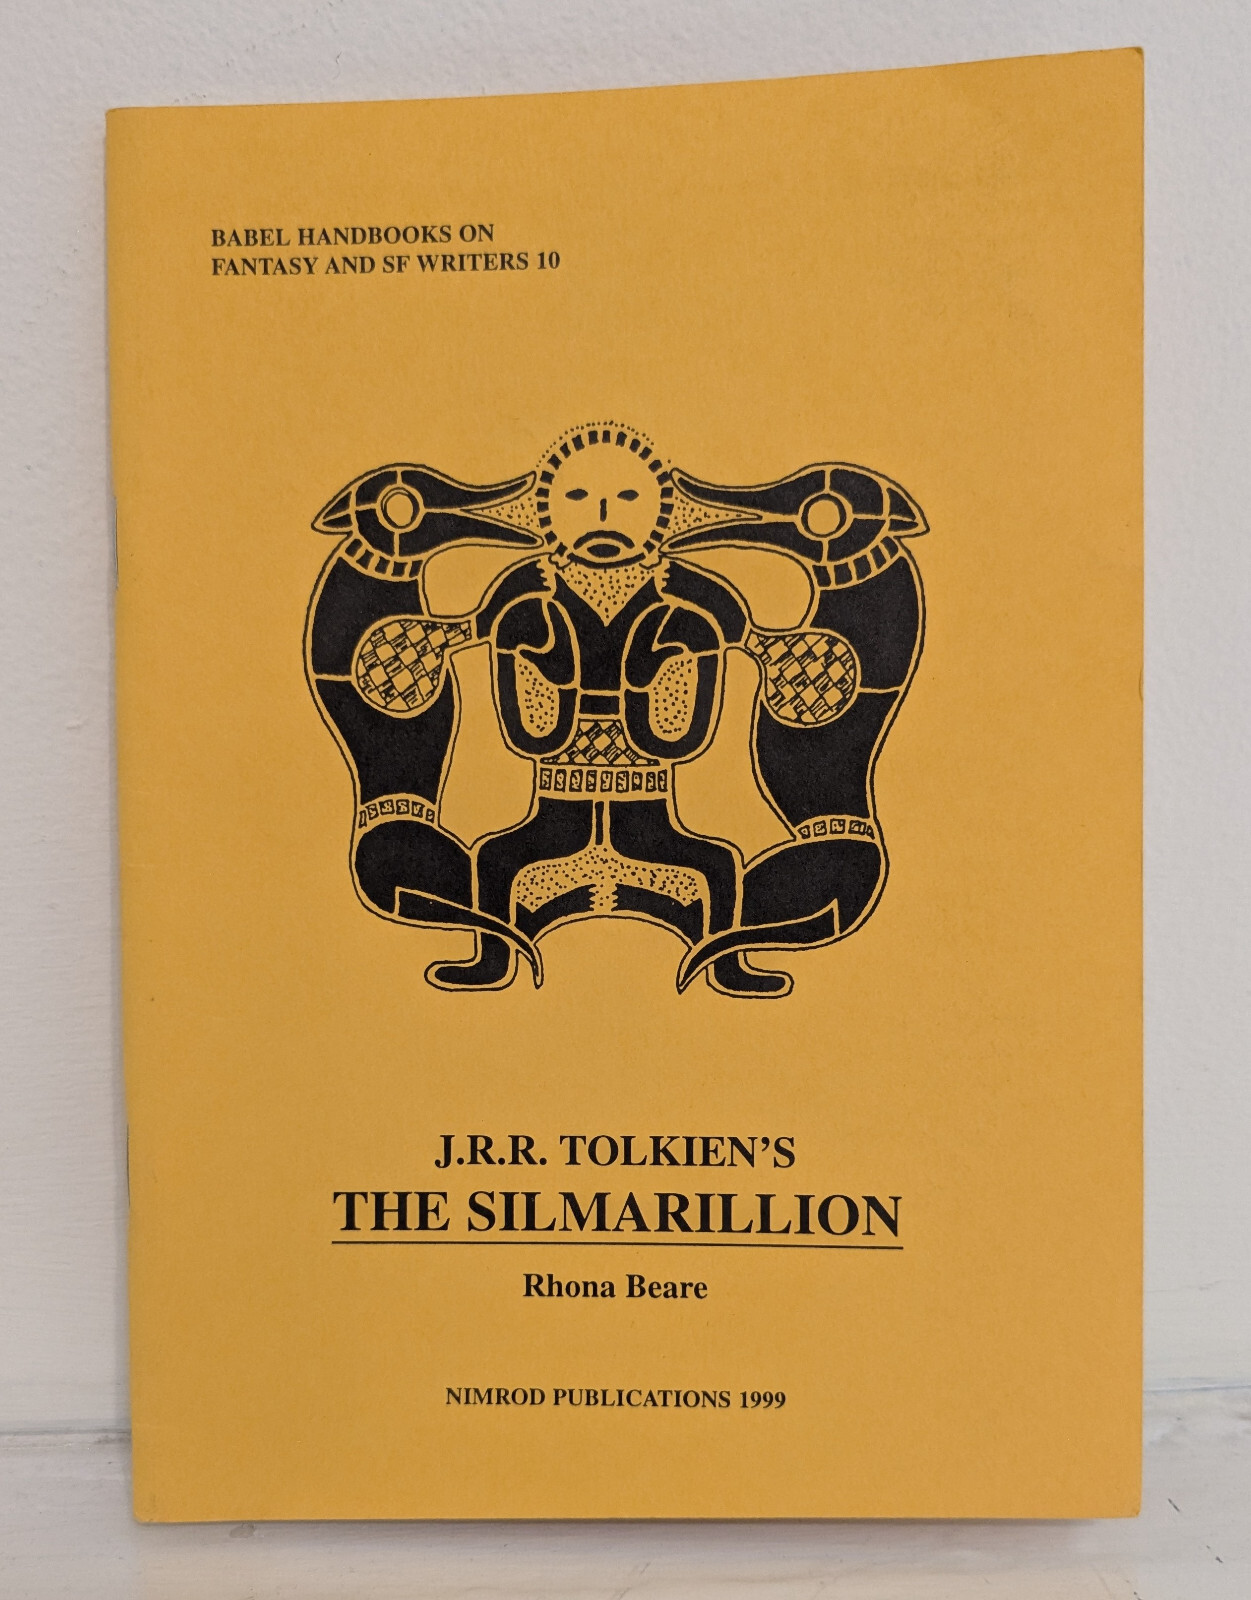 BABEL HANDBOOKS ON
FANTASY AND SF WRITERS 10
J.R.R. TOLKIEN'S
THE SILMARILLION
Rhona Beare
NIMROD PUBLICATIONS 1999